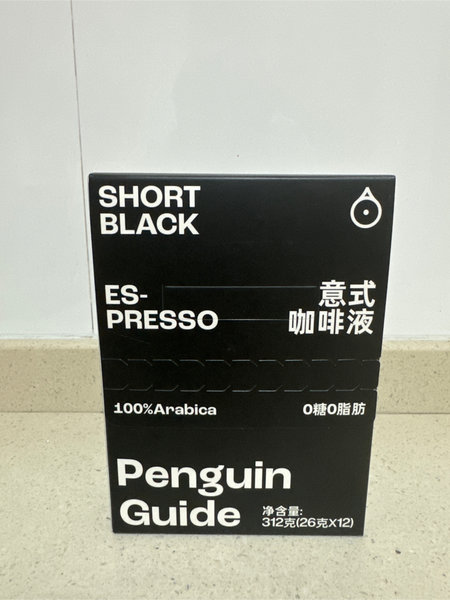 SHORT
BLACK
ES-
PRESSO
意式
咖啡液
100%Arabica
0糖0脂肪
Penguin
Guide
净含量:
312克(26克X12)